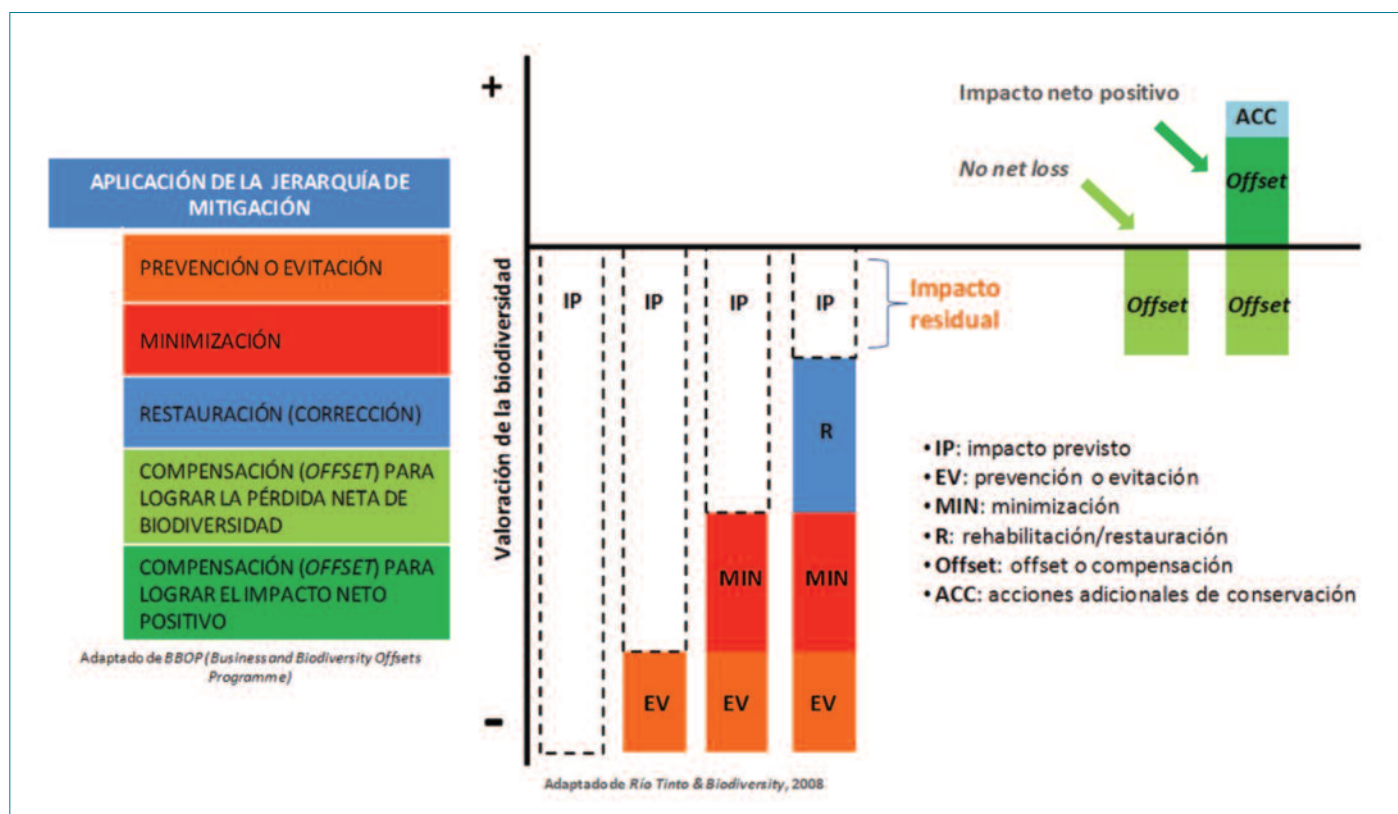 APLICACIÓN DE LA JERARQUÍA DE
MITIGACIÓN
PREVENCIÓN O EVITACIÓN
MINIMIZACIÓN
RESTAURACIÓN (CORRECCIÓN)
COMPENSACIÓN (OFFSET) PARA
LOGRAR LA PÉRDIDA NETA DE
BIODIVERSIDAD
COMPENSACIÓN (OFFSET) PARA
LOGRAR EL IMPACTO NETO
POSITIVO
Adaptado de BBOP (Business and Biodiversity Offsets
Programme)
+
Valoración de la biodiversidad
-
IP
IP
IP
IP
EV
MIN
EV
R
MIN
EV
Impacto
residual
No net loss
Impacto neto positivo
Offset
ACC
Offset
Offset
• IP: impacto previsto
• EV: prevención o evitación
• MIN: minimización
• R: rehabilitación/restauración
• Offset: offset o compensación
• ACC: acciones adicionales de conservación
Adaptado de Río Tinto & Biodiversity, 2008